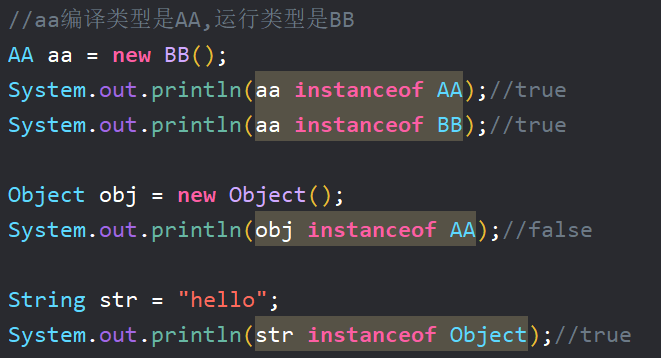 //aa编译类型是AA,运行类型是BB
AA aa = new BB();
System.out.println(aa instanceof AA);//true
System.out.println(aa instanceof BB);//true
Object obj = new Object();
System.out.println(obj instanceof AA);//false
String str = "hello";
System.out.println(str instanceof Object);//true